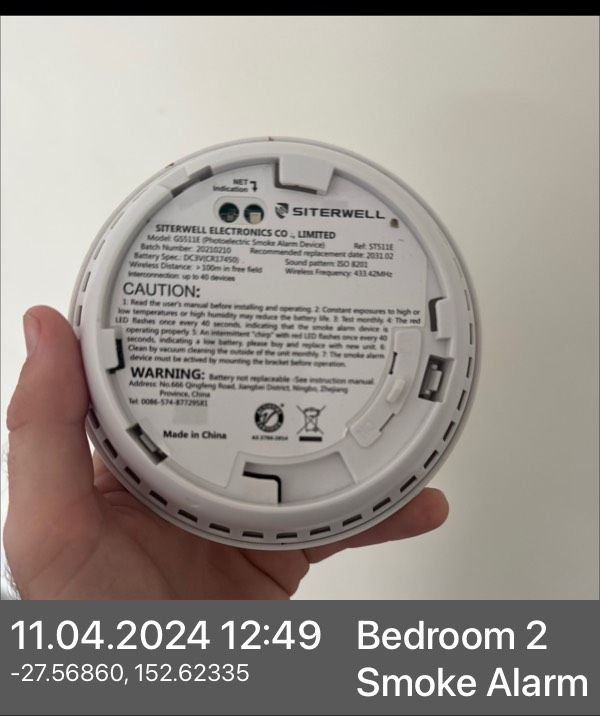 NET
Indication
SITERWELL
SITERWELL ELECTRONICS CO ., LIMITED
Model: GS511E (Photoelectric Smoke Alarm Device) Ref: ST511E
Batch Number: 20210210 Recommended replacement date: 2031.02
Battery Spec.: DC3V(CR17450) Sound pattern: ISO 8201
Wireless Distance: >100m in free field Wireless Frequency: 433.42MHz
Interconnection: up to 40 devices
CAUTION:
1: Read the user's manual before installing and operating. 2: Constant exposures to high or
low temperatures or high humidity may reduce the battery life. 3: Test monthly. 4: The red
LED flashes once every 40 seconds, indicating that the smoke alarm device is
operating properly. 5: An intermittent "chirp" with red LED flashes once every 40
seconds, indicating a low battery, please buy and replace with new unit. 6:
Clean by vacuum cleaning the outside of the unit monthly. 7: The smoke alarm
device must be actived by mounting the bracket before operation.
WARNING: Battery not replaceable -See instruction manual.
Address: No.666 Qingfeng Road, Jiangbei District, Ningbo, Zhejiang
Province, China
Tel: 0086-574-87729581
AS 3786:2014
Made in China
11.04.2024 12:49
-27.56860, 152.62335
Bedroom 2
Smoke Alarm